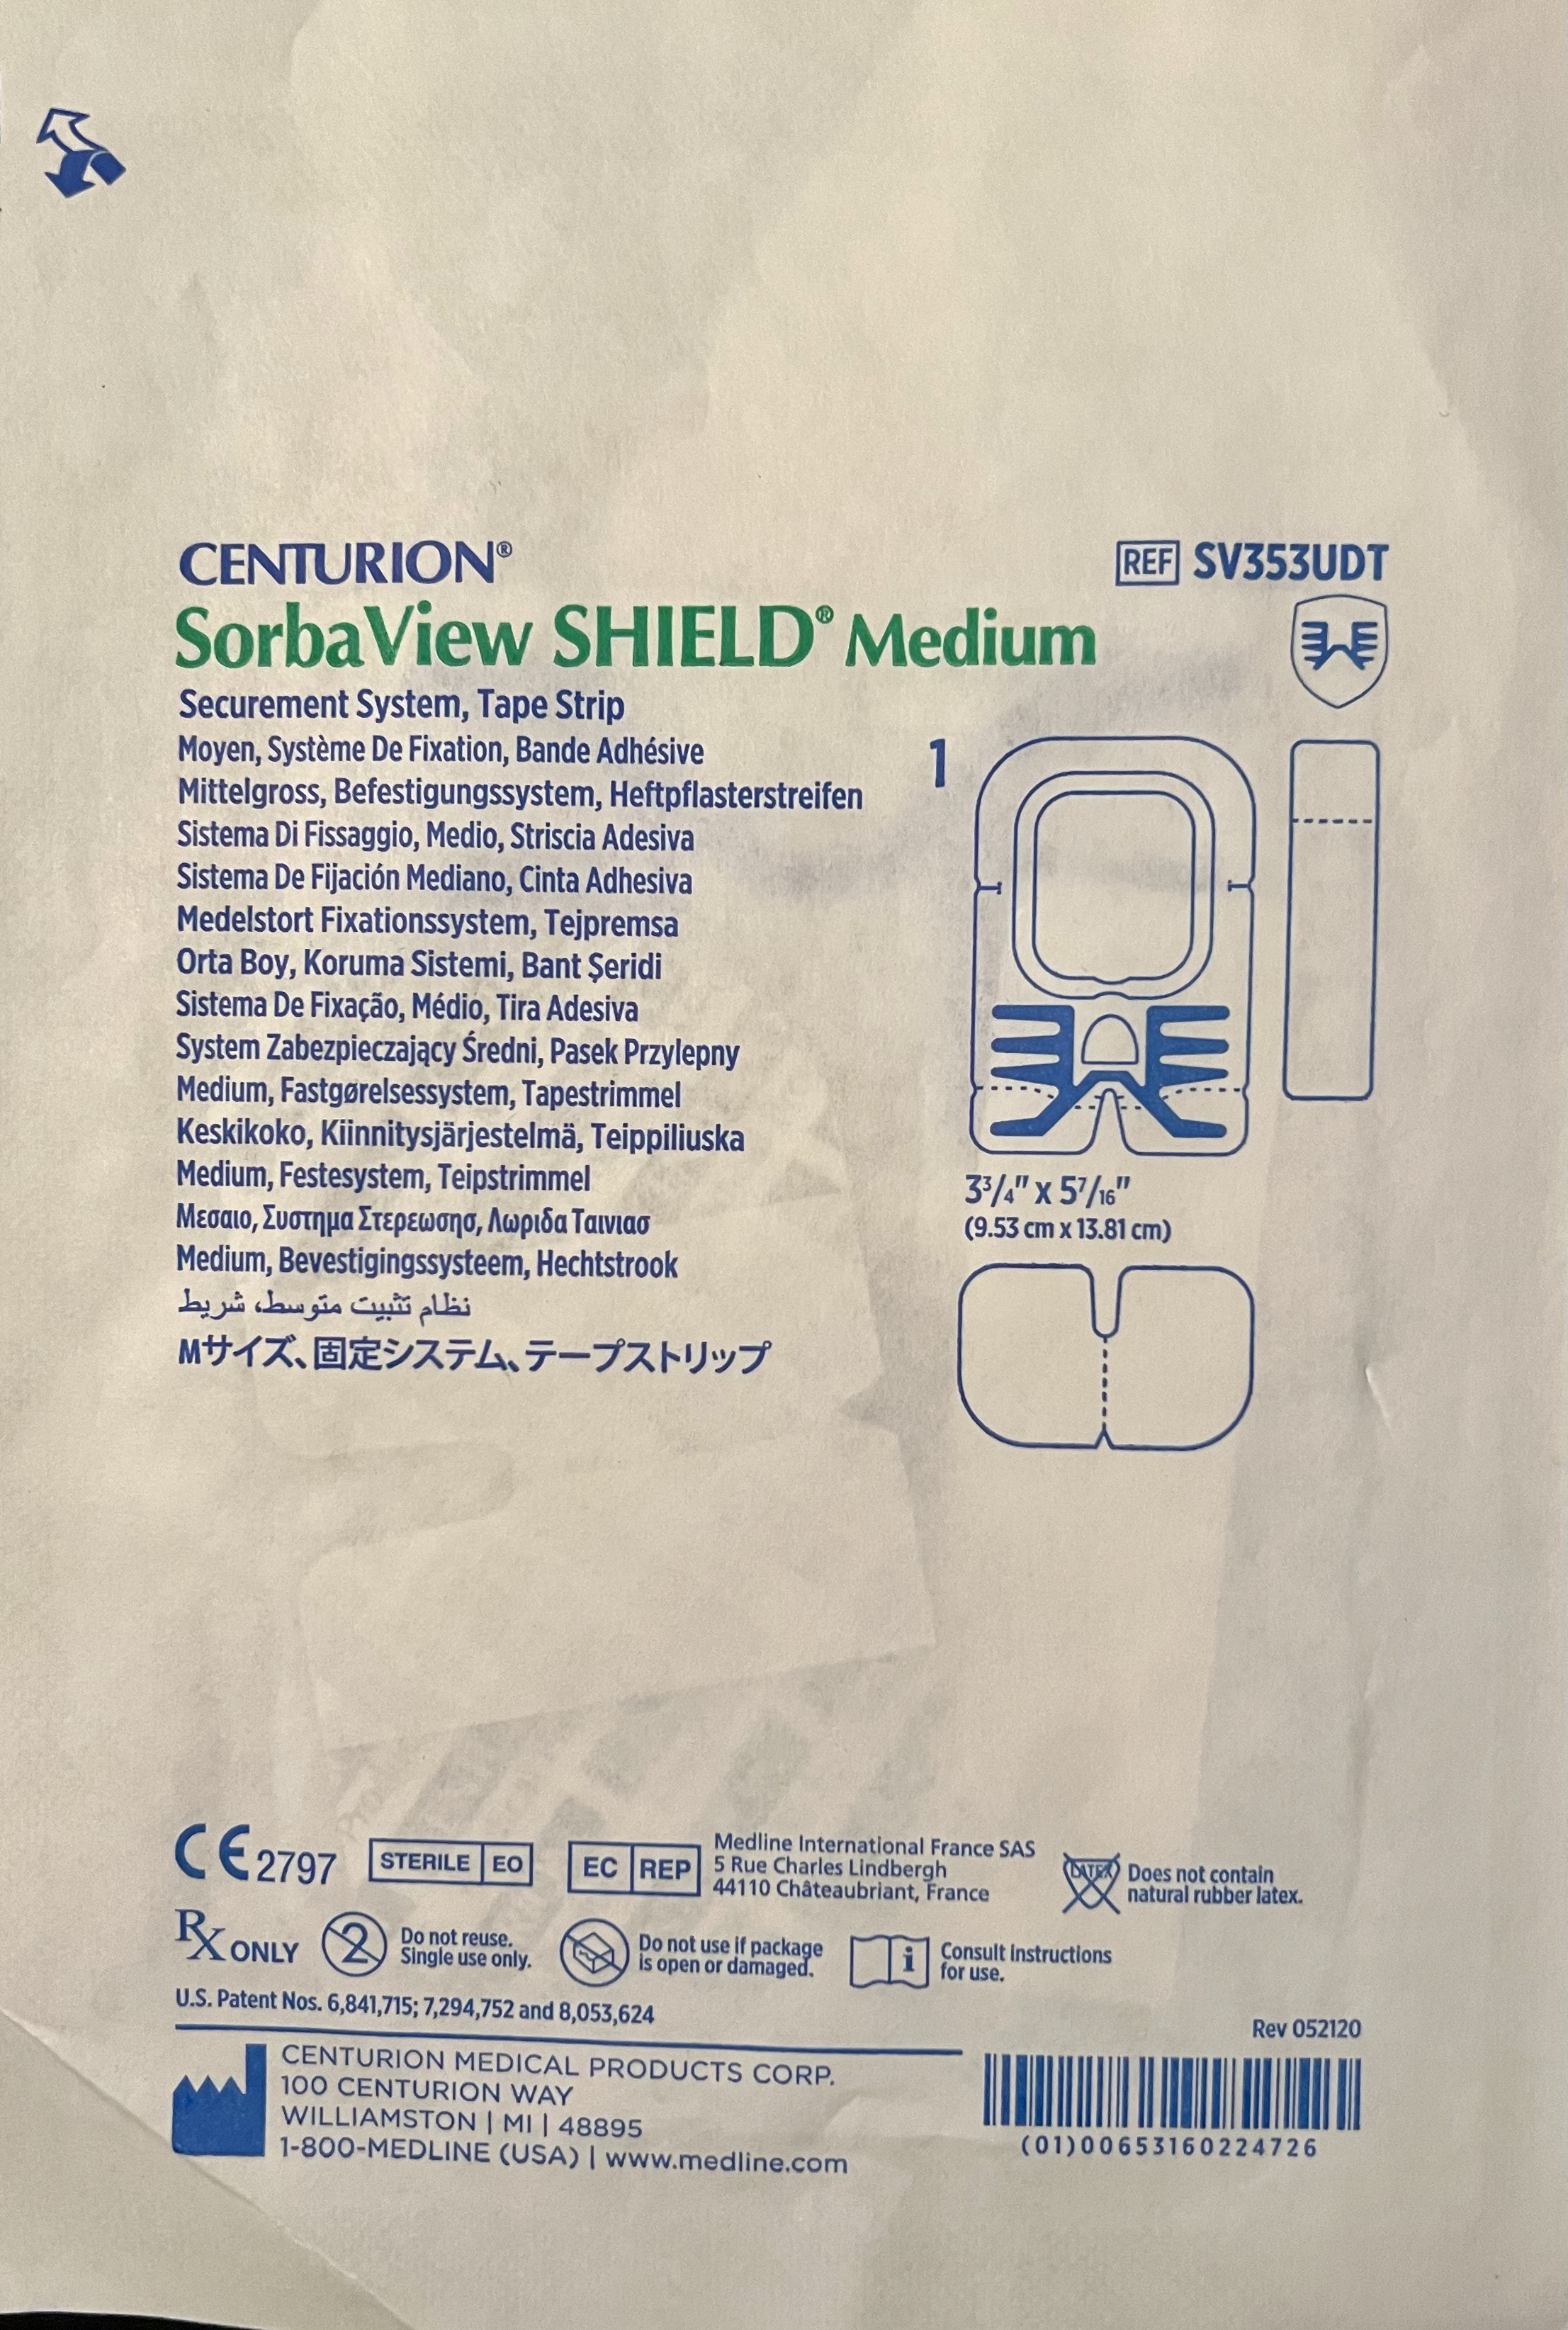 CENTURION®
REF SV353UDT
SorbaView SHIELD® Medium
Securement System, Tape Strip
Moyen, Système De Fixation, Bande Adhésive
Mittelgross, Befestigungssystem, Heftpflasterstreifen
Sistema Di Fissaggio, Medio, Striscia Adesiva
Sistema De Fijación Mediano, Cinta Adhesiva
Medelstort Fixationssystem, Tejpremsa
Orta Boy, Koruma Sistemi, Bant Şeridi
Sistema De Fixação, Médio, Tira Adesiva
System Zabezpieczający Średni, Pasek Przylepny
Medium, Fastgørelsessystem, Tapestrimmel
Keskikoko, Kiinnitysjärjestelmä, Teippiliuska
Medium, Festesystem, Teipstrimmel
Μεσαιο, Συστημα Στερεωσησ, Λωριδα Ταινιασ
Medium, Bevestigingssysteem, Hechtstrook
نظام تثبيت متوسط، شريط
Mサイズ、固定システム、テープストリップ
1
3 3/4" x 5 7/16"
(9.53 cm x 13.81 cm)
CE 2797
STERILE EO
EC REP
Medline International France SAS
5 Rue Charles Lindbergh
44110 Châteaubriant, France
LATEX
Does not contain
natural rubber latex.
Rx ONLY
2
Do not reuse.
Single use only.
Do not use if package
is open or damaged.
i
Consult instructions
for use.
U.S. Patent Nos. 6,841,715; 7,294,752 and 8,053,624
Rev 052120
CENTURION MEDICAL PRODUCTS CORP.
100 CENTURION WAY
WILLIAMSTON | MI | 48895
1-800-MEDLINE (USA) | www.medline.com
(01)00653160224726